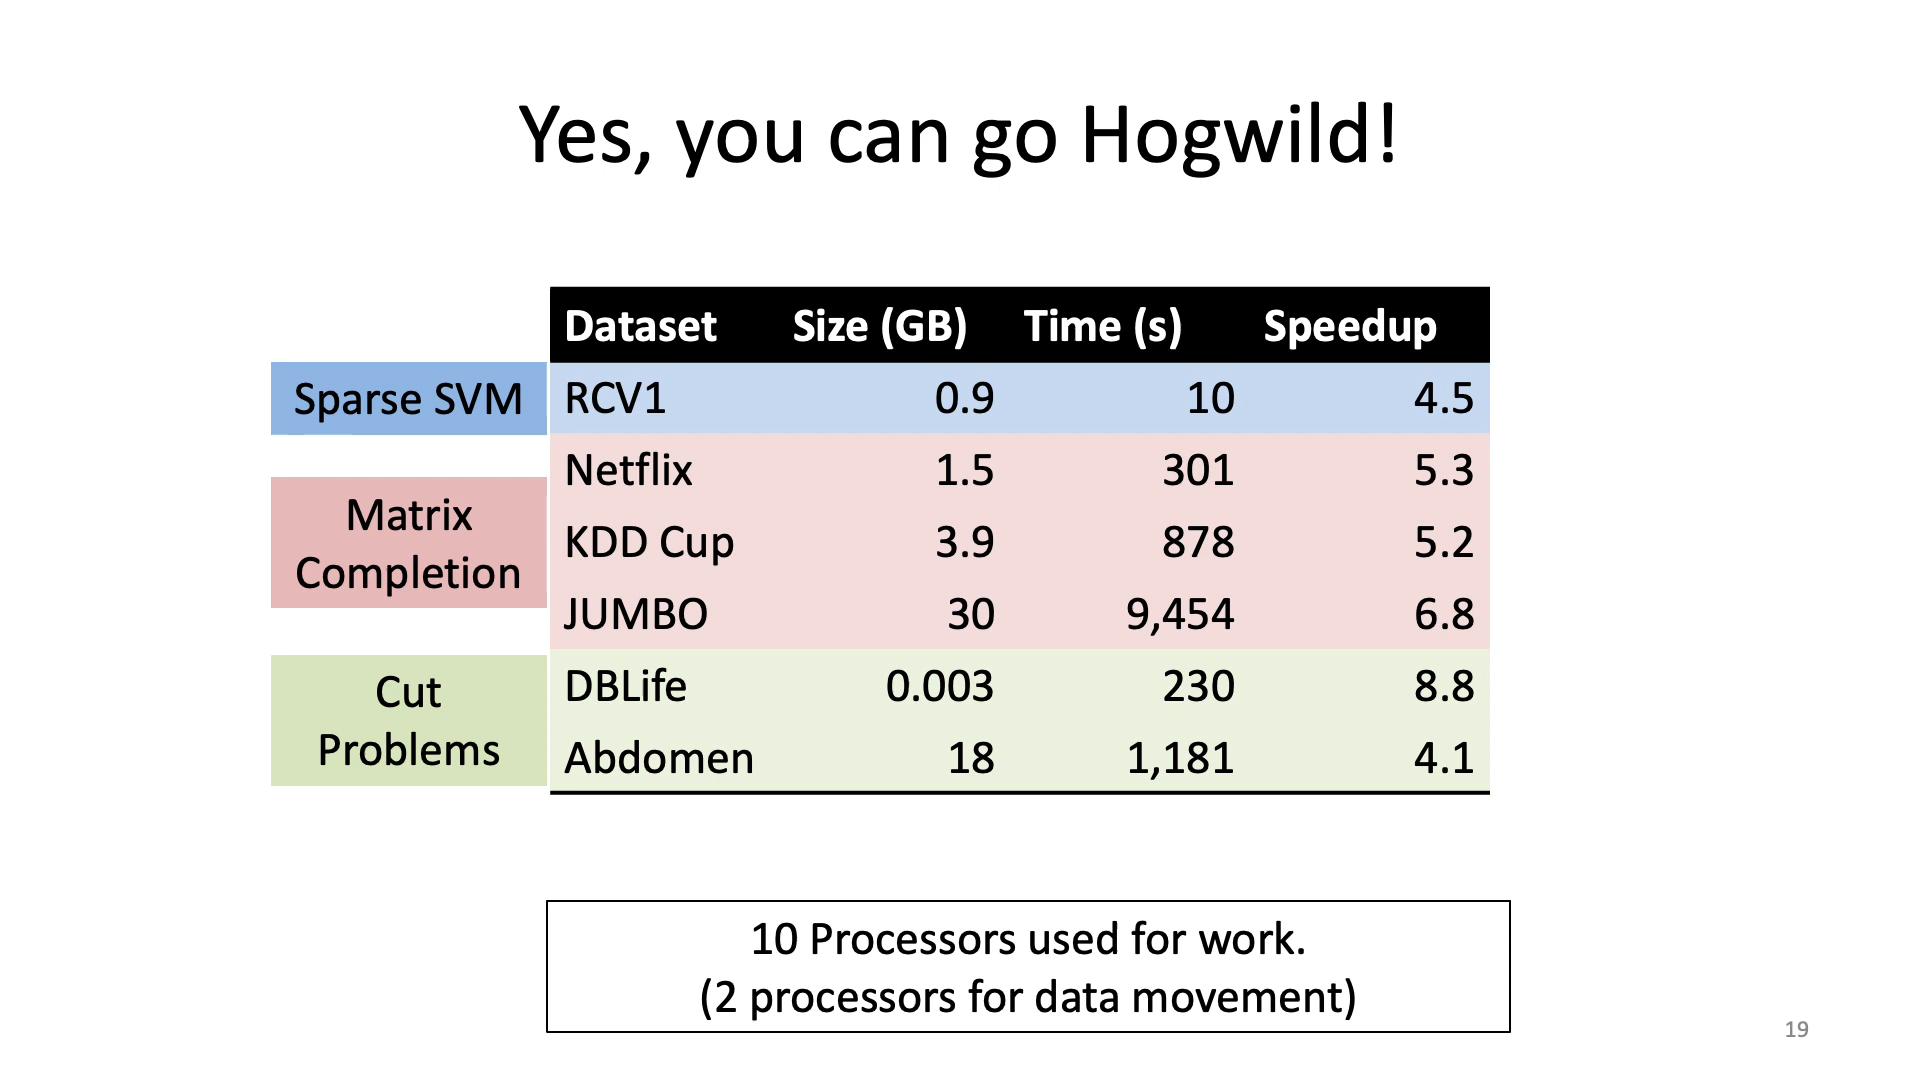 Yes, you can go Hogwild!
Dataset Size (GB) Time (s) Speedup
Sparse SVM RCV1 0.9 10 4.5
Netflix 1.5 301 5.3
Matrix
Completion
KDD Cup 3.9 878 5.2
JUMBO 30 9,454 6.8
Cut
Problems
DBLife 0.003 230 8.8
Abdomen 18 1,181 4.1
10 Processors used for work.
(2 processors for data movement)
19